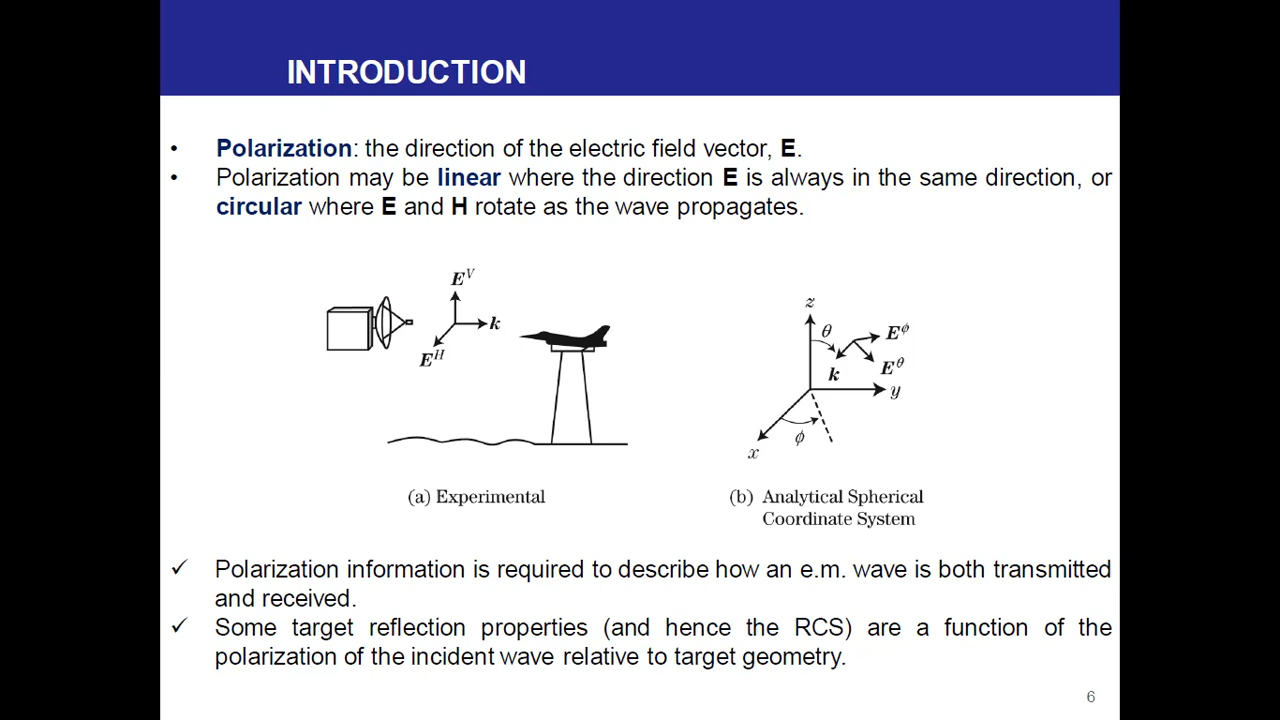 INTRODUCTION
• Polarization: the direction of the electric field vector, E.
• Polarization may be linear where the direction E is always in the same direction, or
circular where E and H rotate as the wave propagates.
E^V
k
E^H
(a) Experimental
z
θ
E^ϕ
E^θ
k
y
ϕ
x
(b) Analytical Spherical
Coordinate System
✓ Polarization information is required to describe how an e.m. wave is both transmitted
and received.
✓ Some target reflection properties (and hence the RCS) are a function of the
polarization of the incident wave relative to target geometry.
6